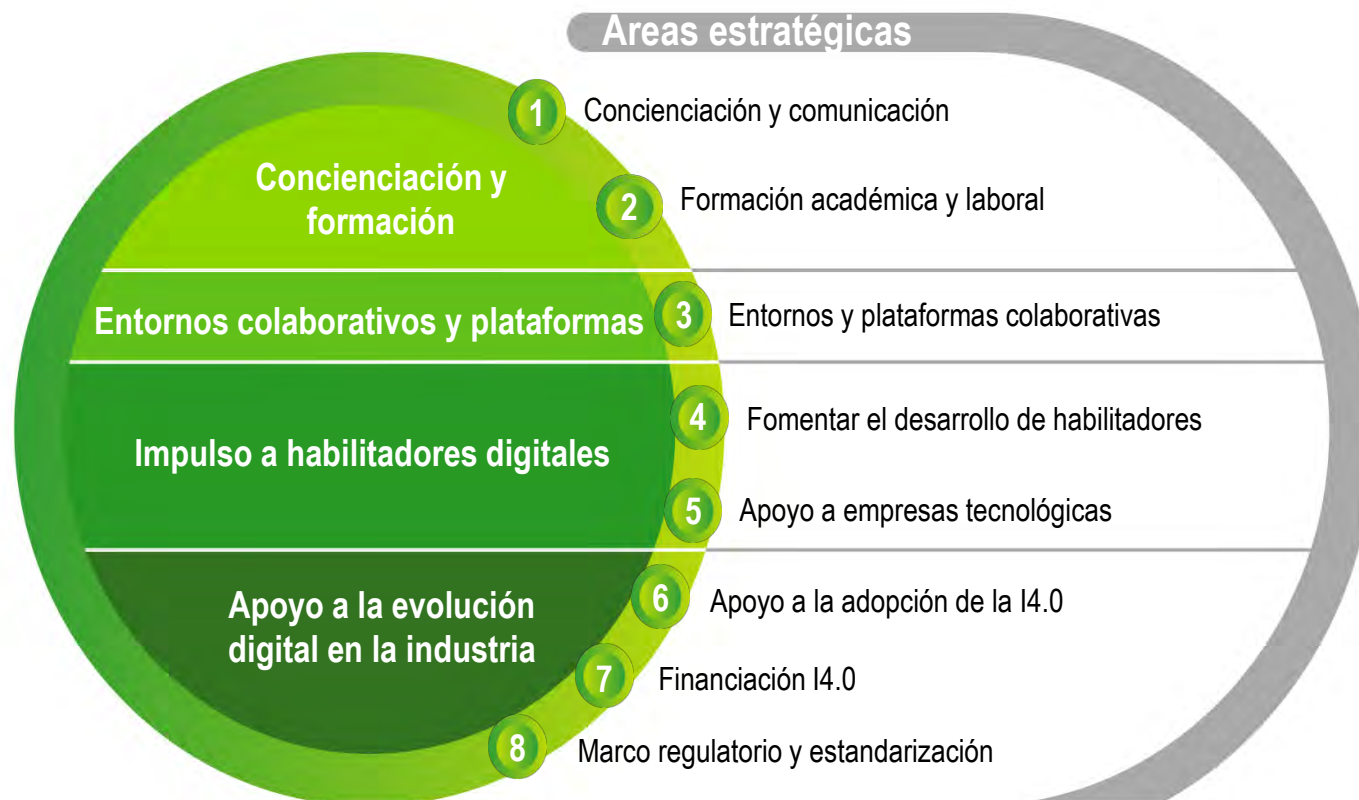 Areas estratégicas
1 Concienciación y comunicación
Concienciación y
formación
2 Formación académica y laboral
Entornos colaborativos y plataformas
3 Entornos y plataformas colaborativas
4 Fomentar el desarrollo de habilitadores
Impulso a habilitadores digitales
5 Apoyo a empresas tecnológicas
Apoyo a la evolución
digital en la industria
6 Apoyo a la adopción de la I4.0
7 Financiación I4.0
8 Marco regulatorio y estandarización